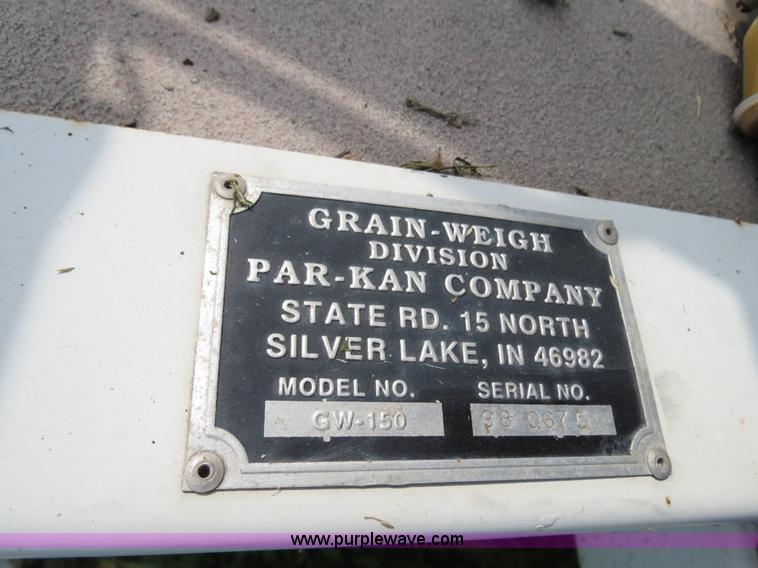 GRAIN-WEIGH
DIVISION
PAR-KAN COMPANY
STATE RD. 15 NORTH
SILVER LAKE, IN 46982
MODEL NO. SERIAL NO.
GW-150
www.purplewave.com